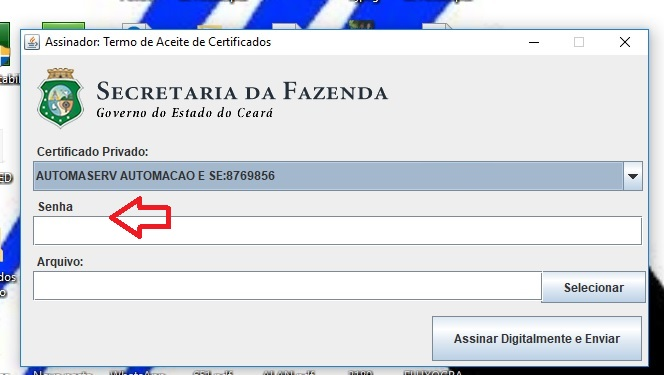 Assinador: Termo de Aceite de Certificados
SECRETARIA DA FAZENDA
Governo do Estado do Ceará
Certificado Privado:
AUTOMASERV AUTOMACAO E SE:8769856
Senha
Arquivo:
Selecionar
Assinar Digitalmente e Enviar